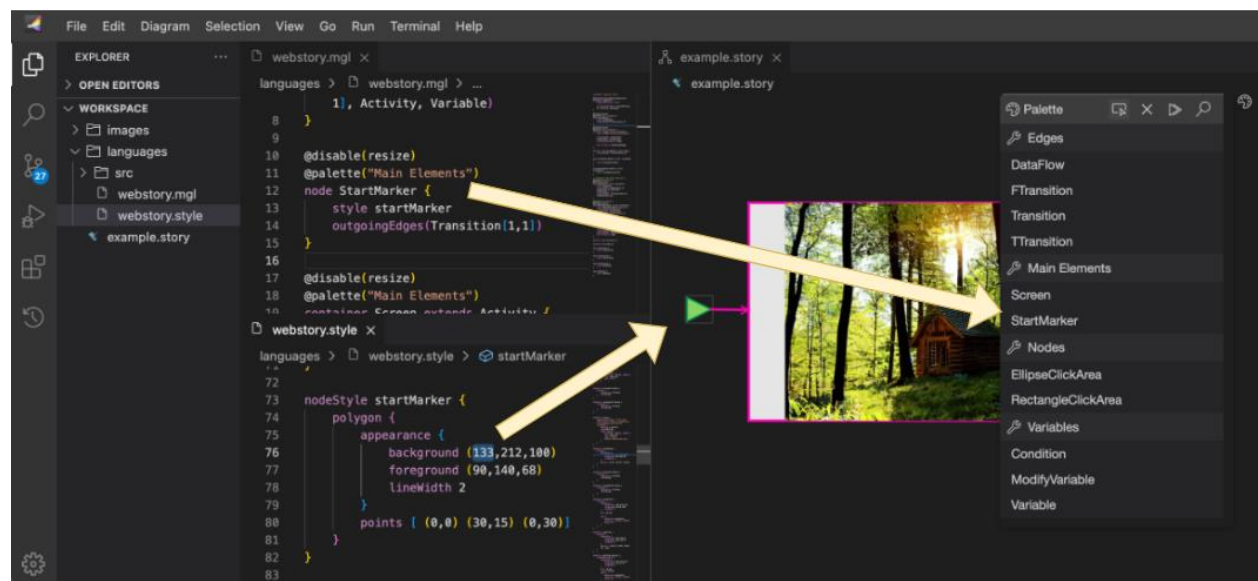 File Edit Diagram Selection View Go Run Terminal Help
EXPLORER
OPEN EDITORS
WORKSPACE
images
languages
src
webstory.mgl
webstory.style
example.story
27
webstory.mgl
languages > webstory.mgl > ...
1], Activity, Variable)
8 }
9
10 @disable(resize)
11 @palette("Main Elements")
12 node StartMarker {
13 style startMarker
14 outgoingEdges(Transition[1,1])
15 }
16
17 @disable(resize)
18 @palette("Main Elements")
19 container Screen extends Activity {
webstory.style
languages > webstory.style > startMarker
72
73 nodeStyle startMarker {
74 polygon {
75 appearance {
76 background (133,212,100)
77 foreground (90,140,68)
78 lineWidth 2
79 }
80 points [ (0,0) (30,15) (0,30)]
81 }
82 }
83
example.story
example.story
Palette
Edges
DataFlow
FTransition
Transition
TTransition
Main Elements
Screen
StartMarker
Nodes
EllipseClickArea
RectangleClickArea
Variables
Condition
ModifyVariable
Variable